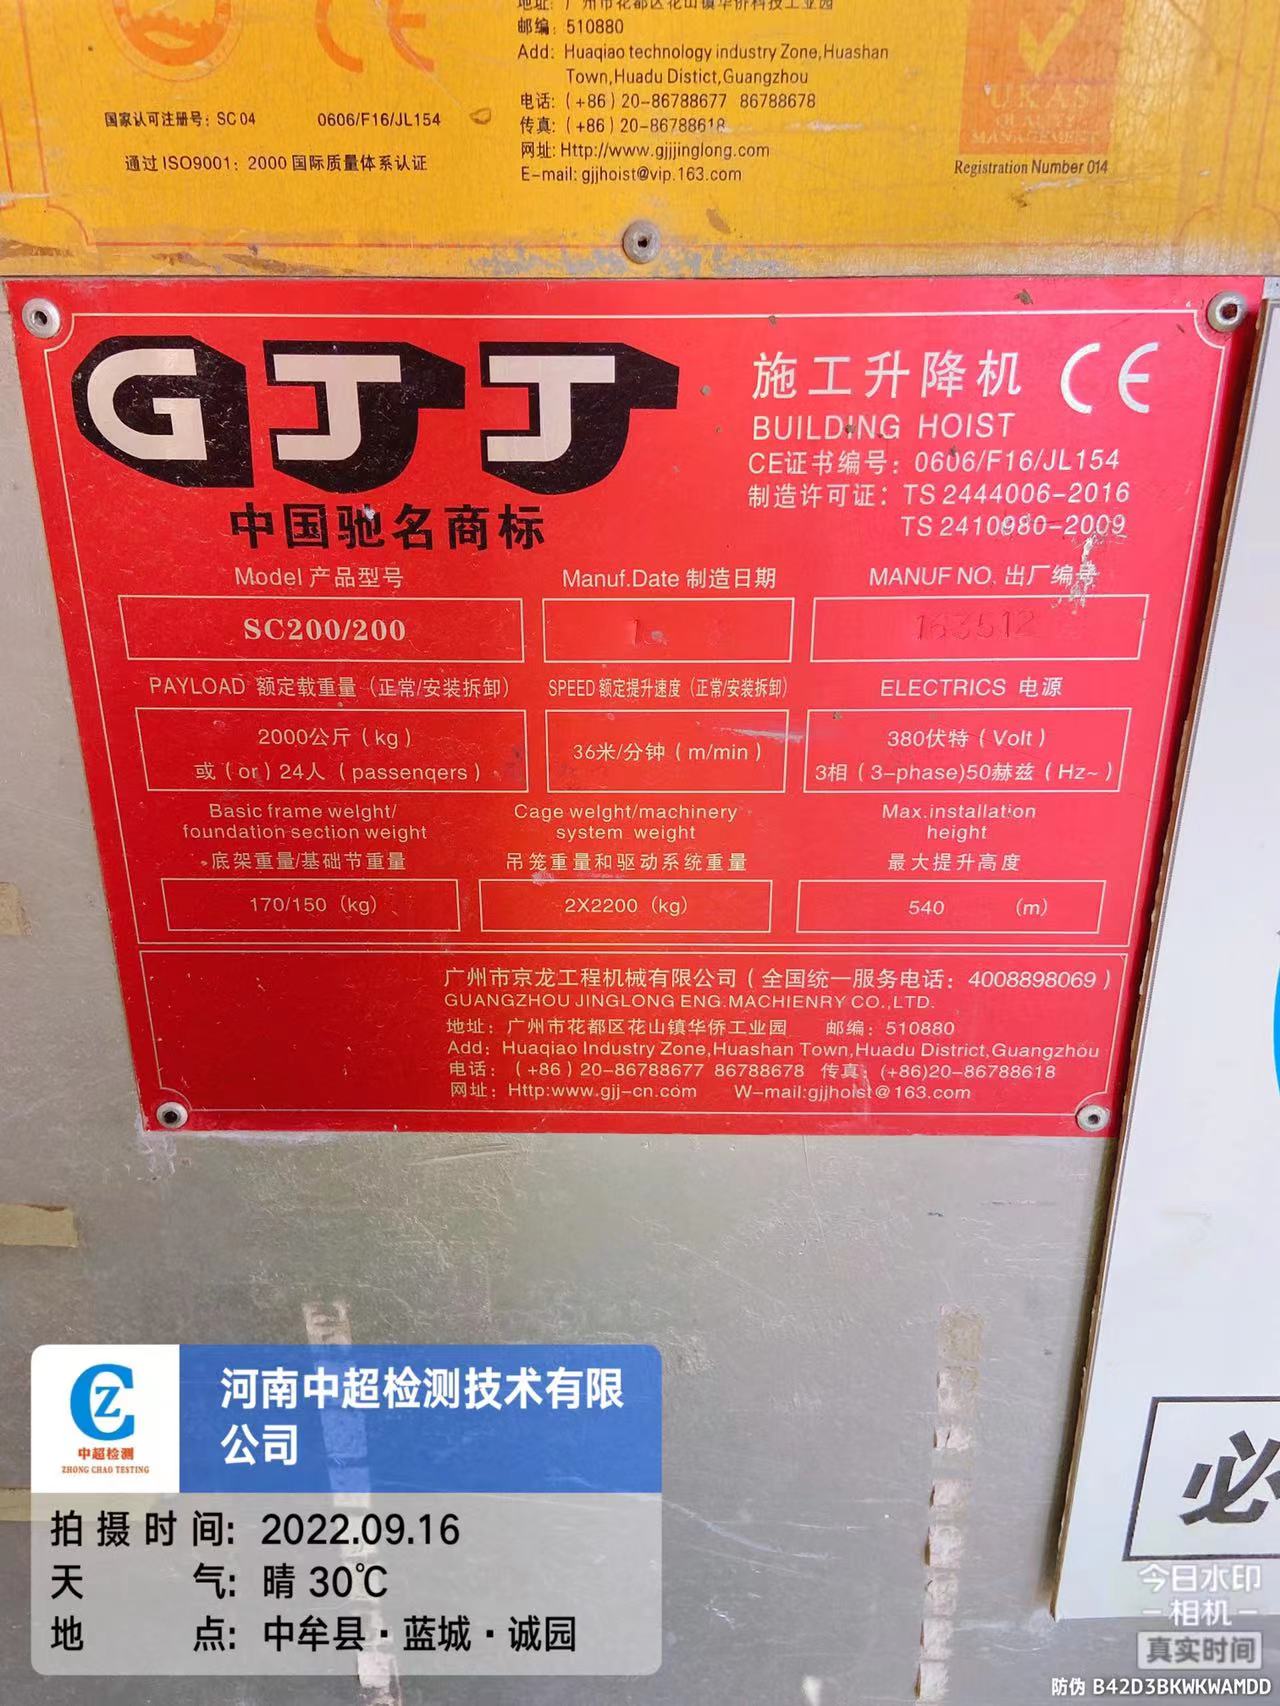 地址: 广州市花都区花山镇华侨科技工业园
邮编: 510880
Add: Huaqiao technology industry Zone,Huashan
Town,Huadu Distict,Guangzhou
电话: (+86) 20-86788677 86788678
传真: (+86) 20-86788618
网址: Http://www.gjjjinglong.com
E-mail: gjjhoist@vip.163.com
国家认可注册号: SC 04
0606/F16/JL154
通过 ISO9001: 2000 国际质量体系认证
CE
UKAS
QUALITY
MANAGEMENT
Registration Number 014
GJJ
中国驰名商标
施工升降机 CE
BUILDING HOIST
CE证书编号: 0606/F16/JL154
制造许可证: TS 2444006-2016
TS 2410980-2009
Model 产品型号
Manuf.Date 制造日期
MANUF NO. 出厂编号
SC200/200
163512
PAYLOAD 额定载重量 (正常/安装拆卸)
SPEED 额定提升速度 (正常/安装拆卸)
ELECTRICS 电源
2000公斤 (kg)
或 (or) 24人 (passenqers)
36米/分钟 (m/min)
380伏特 (Volt)
3相 (3-phase)50赫兹 (Hz~)
Basic frame welght/
foundation section weight
底架重量/基础节重量
Cage welght/machinery
system weight
吊笼重量和驱动系统重量
Max.installation
height
最大提升高度
170/150 (kg)
2X2200 (kg)
540 (m)
广州市京龙工程机械有限公司 (全国统一服务电话: 4008898069)
GUANGZHOU JINGLONG ENG.MACHIENRY CO.,LTD.
地址: 广州市花都区花山镇华侨工业园 邮编: 510880
Add: Huaqiao Industry Zone,Huashan Town,Huadu District,Guangzhou
电话: (+86) 20-86788677 86788678 传真: (+86)20-86788618
网址: Http:www.gjj-cn.com W-mail:gjjhoist@163.com
必
中超检测
ZHONG CHAO TESTING
河南中超检测技术有限
公司
拍摄时间: 2022.09.16
天气: 晴 30℃
地点: 中牟县·蓝城·诚园
今日水印
相机
真实时间
防伪 B42D3BKWKWAMDD